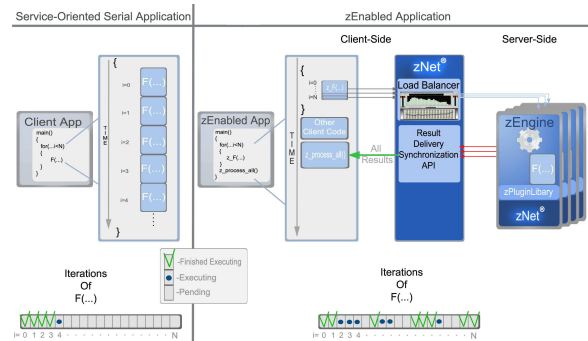 Service-Oriented Serial Application
zEnabled Application
Client-Side
Server-Side
Client App
main()
{
for(...i<N)
{
F(...)
}
}
TIME
{
i=0
F(...)
i=1
F(...)
i=2
F(...)
i=3
F(...)
i=4
F(...)
}
zEnabled App
main()
{
for(...i<N)
{
z_F(...)
}
z_process_all()
}
TIME
{
i=0
i=N
z_F(...)
Other
Client Code
z_process_all()
}
All
Results
zNet®
Load Balancer
Result
Delivery
Synchronization
API
zEngine
F(...)
zPluginLibary
zNet®
-Finished Executing
-Executing
-Pending
Iterations
Of
F(...)
i= 0 1 2 3 4 N
Iterations
Of
F(...)
i= 0 1 2 3 4 N